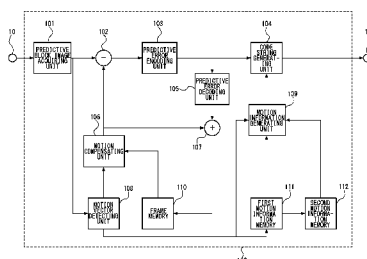 101
102
103
104
10
1
PREDICTIVE
BLOCK IMAGE
ACQUIRING
UNIT
PREDICTIVE
ERROR
ENCODING
UNIT
CODE
STRING
GENERAT-
ING UNIT
105
PREDICTIVE
ERROR
DECODING
UNIT
106
109
MOTION
COMPENSATING
UNIT
107
MOTION
INFORMATION
GENERATING
UNIT
108
110
111
112
MOTION
VECTOR
DETECTING
UNIT
FRAME
MEMORY
FIRST
MOTION
INFORMA-
TION
MEMORY
SECOND
MOTION
INFORMA-
TION MEMORY